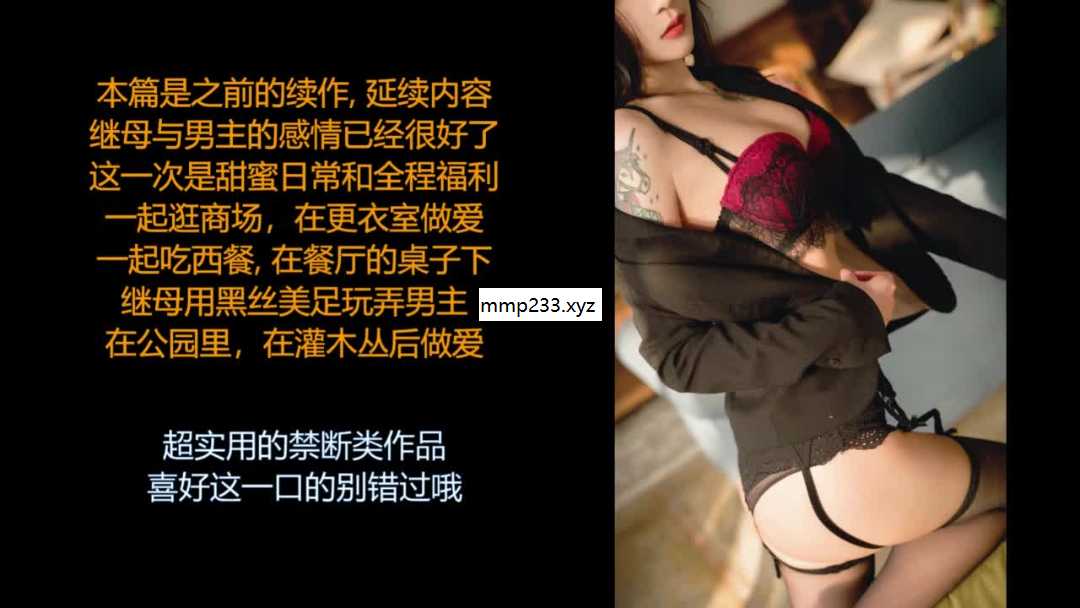 本篇是之前的续作, 延续内容
继母与男主的感情已经很好了
这一次是甜蜜日常和全程福利
一起逛商场，在更衣室做爱
一起吃西餐, 在餐厅的桌子下
继母用黑丝美足玩弄男主
mmp233.xyz
在公园里，在灌木丛后做爱
超实用的禁断类作品
喜好这一口的别错过哦